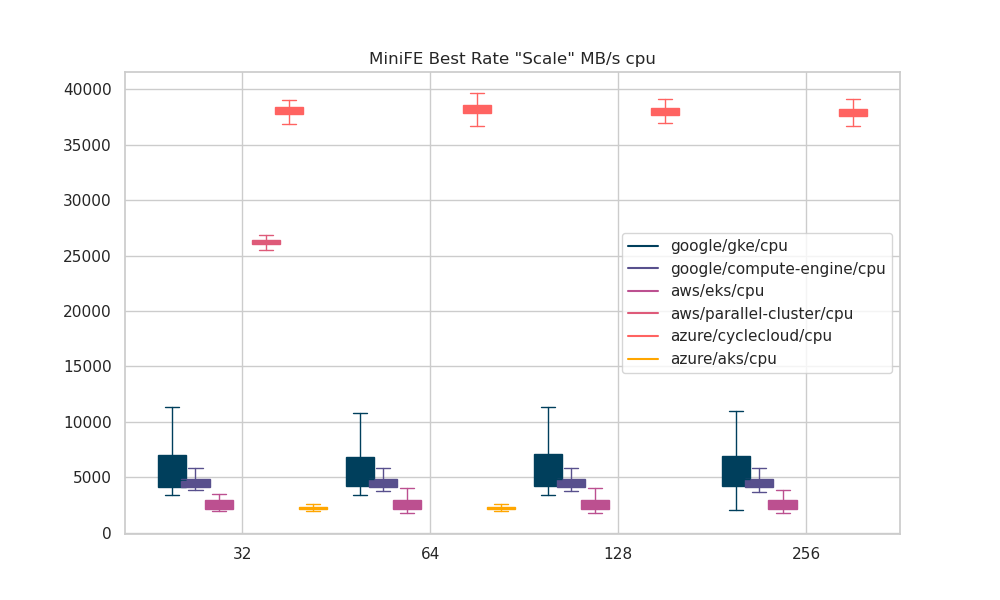 MiniFE Best Rate "Scale" MB/s cpu
40000
35000
30000
25000
20000
15000
10000
5000
0
google/gke/cpu
google/compute-engine/cpu
aws/eks/cpu
aws/parallel-cluster/cpu
azure/cyclecloud/cpu
azure/aks/cpu
32
64
128
256